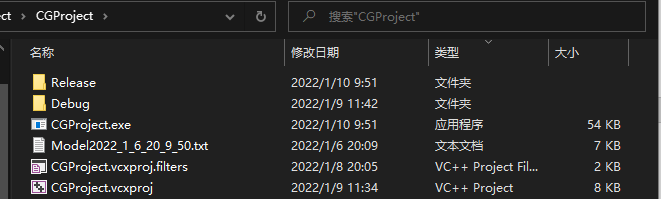 ect › CGProject ›
搜索"CGProject"
名称 修改日期 类型 大小
Release 2022/1/10 9:51 文件夹
Debug 2022/1/9 11:42 文件夹
CGProject.exe 2022/1/10 9:51 应用程序 54 KB
Model2022_1_6_20_9_50.txt 2022/1/6 20:09 文本文档 7 KB
CGProject.vcxproj.filters 2022/1/8 20:05 VC++ Project Fil... 2 KB
CGProject.vcxproj 2022/1/9 11:34 VC++ Project 8 KB